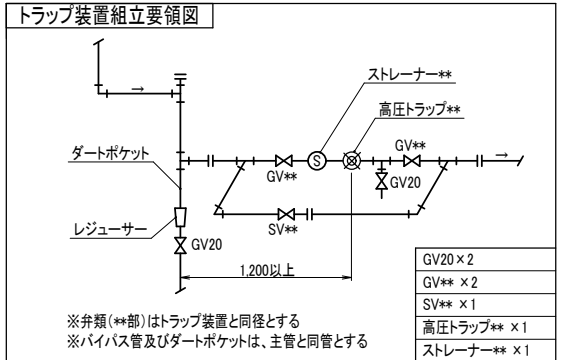 トラップ装置組立要領図
ストレーナー**
高圧トラップ**
GV**
ダートポケット
S
GV**
GV20
レジューサー
SV**
GV20
1,200以上
GV20×2
GV** ×2
SV** ×1
高圧トラップ** ×1
ストレーナー** ×1
※弁類(**部)はトラップ装置と同径とする
※バイパス管及びダートポケットは、主管と同管とする